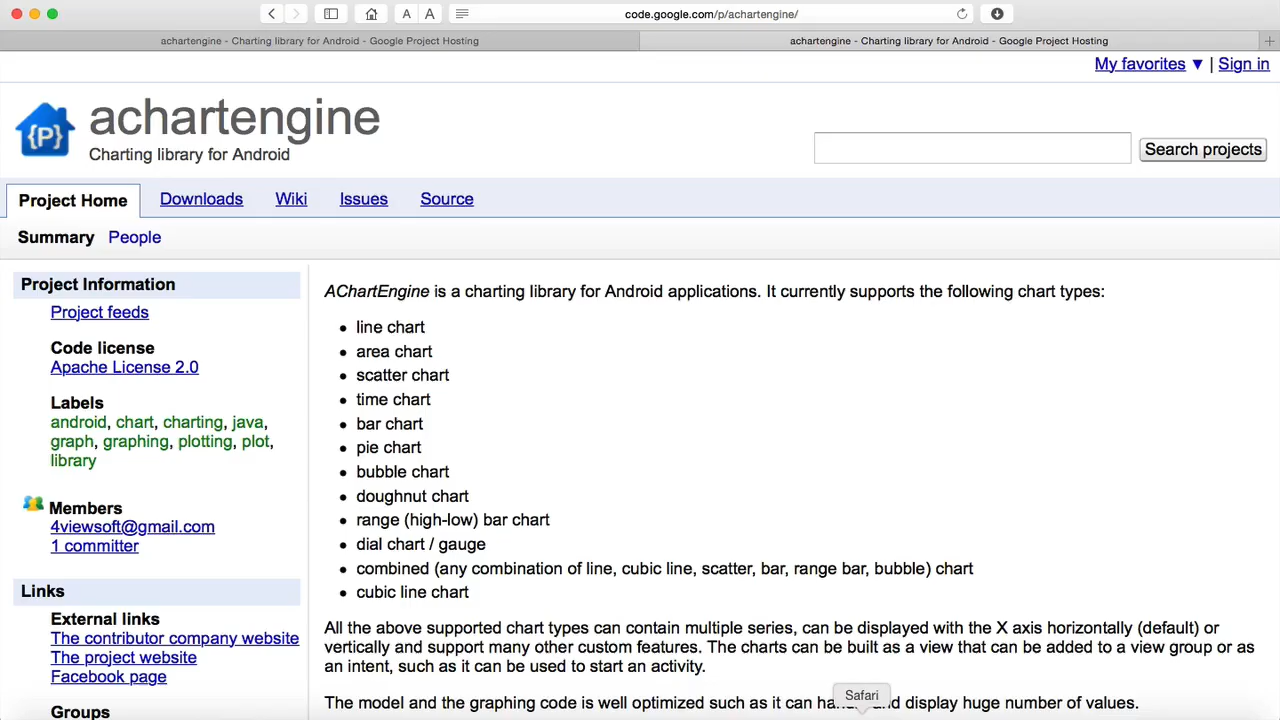 A A code.google.com/p/achartengine/
achartengine - Charting library for Android - Google Project Hosting achartengine - Charting library for Android - Google Project Hosting
My favorites ▼ | Sign in
{P} achartengine
Charting library for Android
Search projects
Project Home Downloads Wiki Issues Source
Summary People
Project Information
Project feeds
Code license
Apache License 2.0
Labels
android, chart, charting, java,
graph, graphing, plotting, plot,
library
Members
4viewsoft@gmail.com
1 committer
Links
External links
The contributor company website
The project website
Facebook page
Groups
AChartEngine is a charting library for Android applications. It currently supports the following chart types:
• line chart
• area chart
• scatter chart
• time chart
• bar chart
• pie chart
• bubble chart
• doughnut chart
• range (high-low) bar chart
• dial chart / gauge
• combined (any combination of line, cubic line, scatter, bar, range bar, bubble) chart
• cubic line chart
All the above supported chart types can contain multiple series, can be displayed with the X axis horizontally (default) or
vertically and support many other custom features. The charts can be built as a view that can be added to a view group or as
an intent, such as it can be used to start an activity.
The model and the graphing code is well optimized such as it can display huge number of values.
Safari